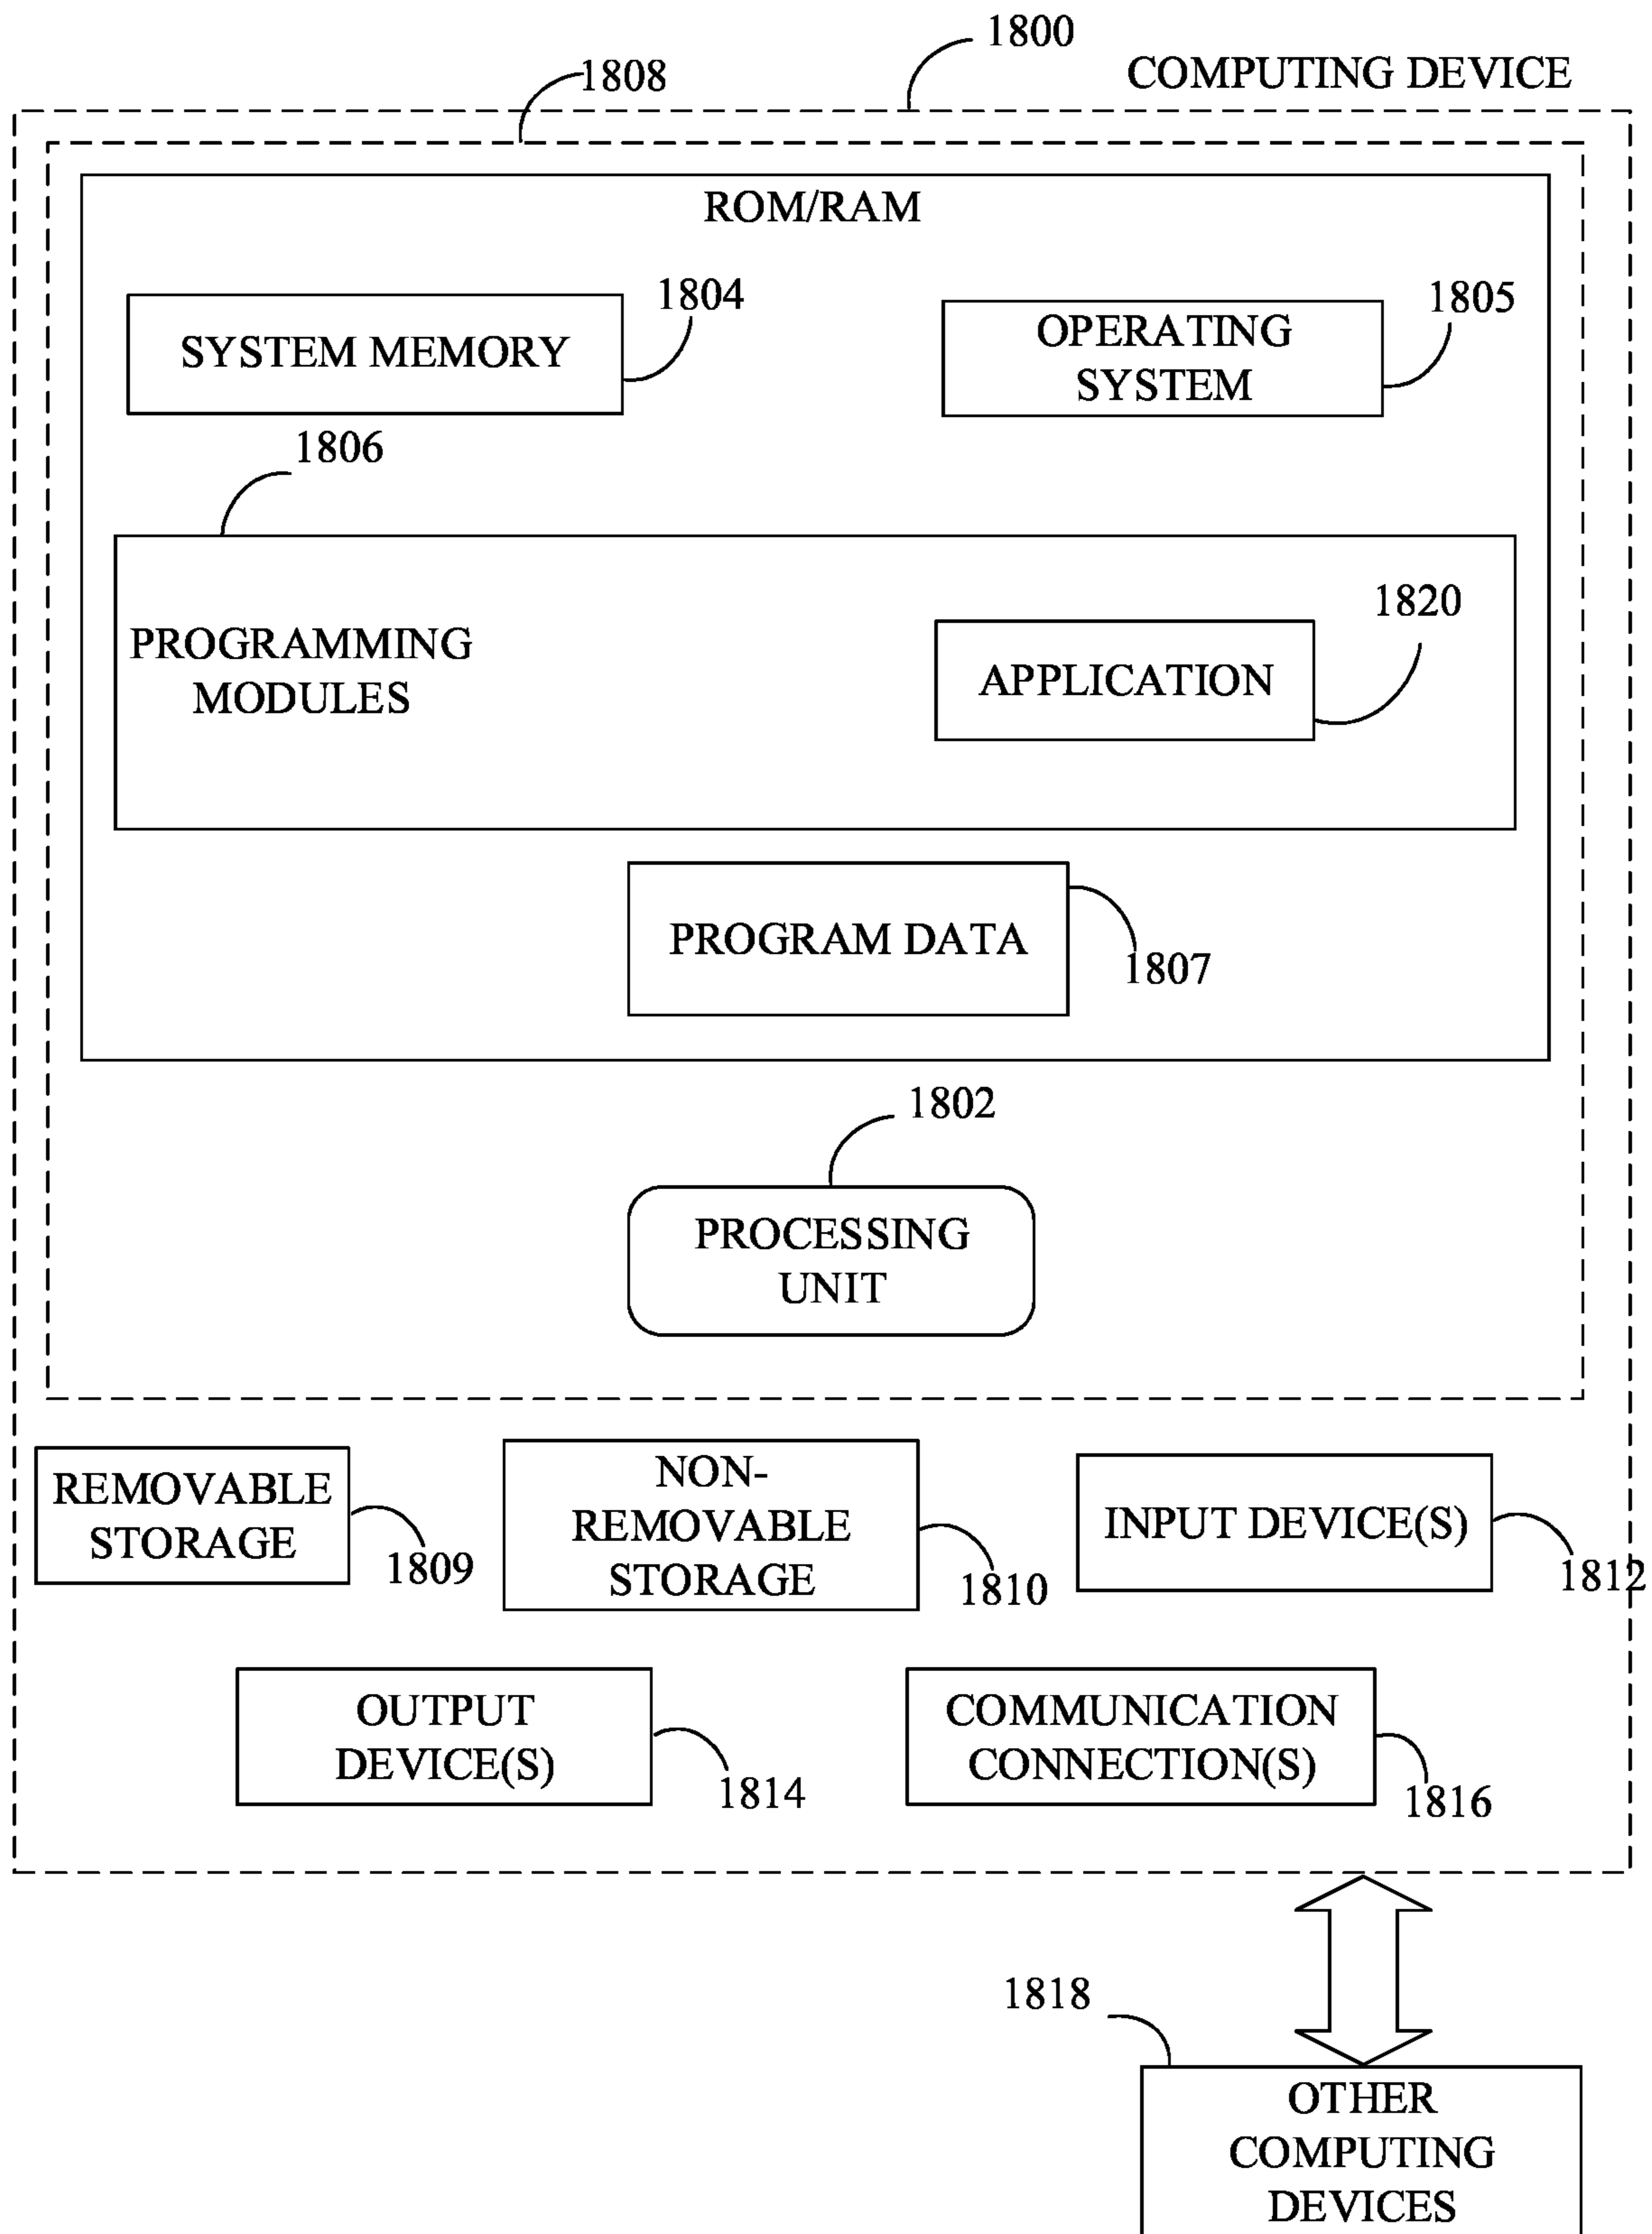 1800
1808
COMPUTING DEVICE
ROM/RAM
1804
SYSTEM MEMORY
1805
OPERATING
SYSTEM
1806
PROGRAMMING
MODULES
1820
APPLICATION
PROGRAM DATA
1807
1802
PROCESSING
UNIT
REMOVABLE
STORAGE
1809
NON-
REMOVABLE
STORAGE
1810
INPUT DEVICE(S)
1812
OUTPUT
DEVICE(S)
1814
COMMUNICATION
CONNECTION(S)
1816
1818
OTHER
COMPUTING
DEVICES